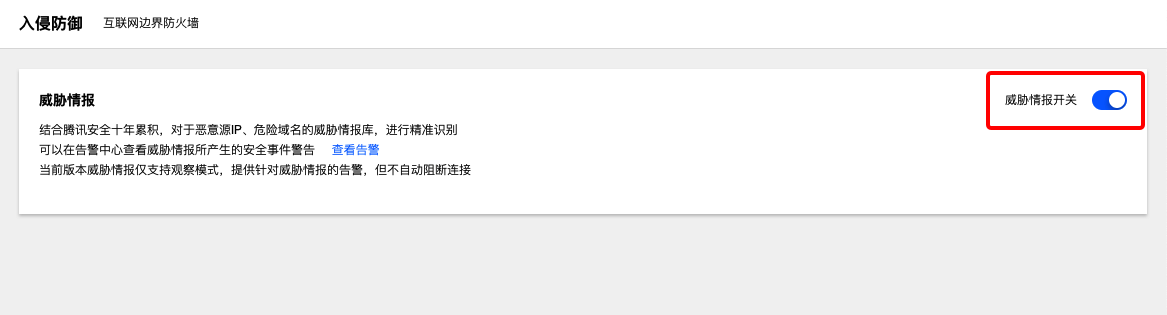 入侵防御 互联网边界防火墙
威胁情报 威胁情报开关
结合腾讯安全十年累积，对于恶意源IP、危险域名的威胁情报库，进行精准识别
可以在告警中心查看威胁情报所产生的安全事件警告 查看告警
当前版本威胁情报仅支持观察模式，提供针对威胁情报的告警，但不自动阻断连接